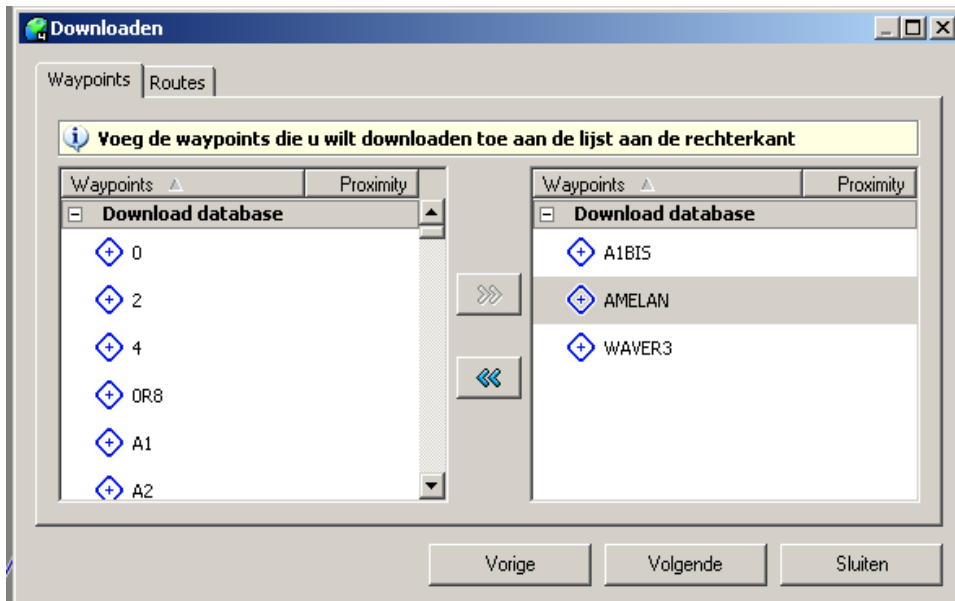 Downloaden
Waypoints Routes
Voeg de waypoints die u wilt downloaden toe aan de lijst aan de rechterkant
Waypoints Proximity
Download database
0
2
4
0R8
A1
A2
Waypoints Proximity
Download database
A1BIS
AMELAN
WAVER3
Vorige Volgende Sluiten